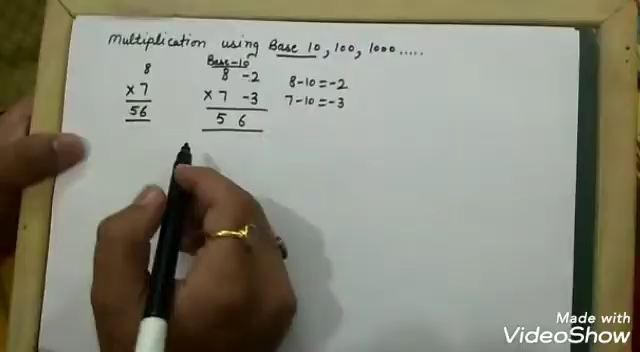 Multiplication using Base 10, 100, 1000.....
Base-10
8
x 7
56
8 -2
x 7 -3
5 6
8-10=-2
7-10=-3
Made with
VideoShow